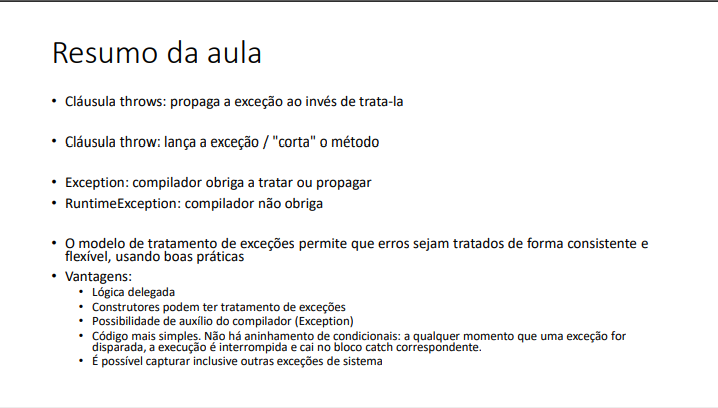 Resumo da aula
• Cláusula throws: propaga a exceção ao invés de trata-la
• Cláusula throw: lança a exceção / "corta" o método
• Exception: compilador obriga a tratar ou propagar
• RuntimeException: compilador não obriga
• O modelo de tratamento de exceções permite que erros sejam tratados de forma consistente e
flexível, usando boas práticas
• Vantagens:
• Lógica delegada
• Construtores podem ter tratamento de exceções
• Possibilidade de auxílio do compilador (Exception)
• Código mais simples. Não há aninhamento de condicionais: a qualquer momento que uma exceção for
disparada, a execução é interrompida e cai no bloco catch correspondente.
• É possível capturar inclusive outras exceções de sistema